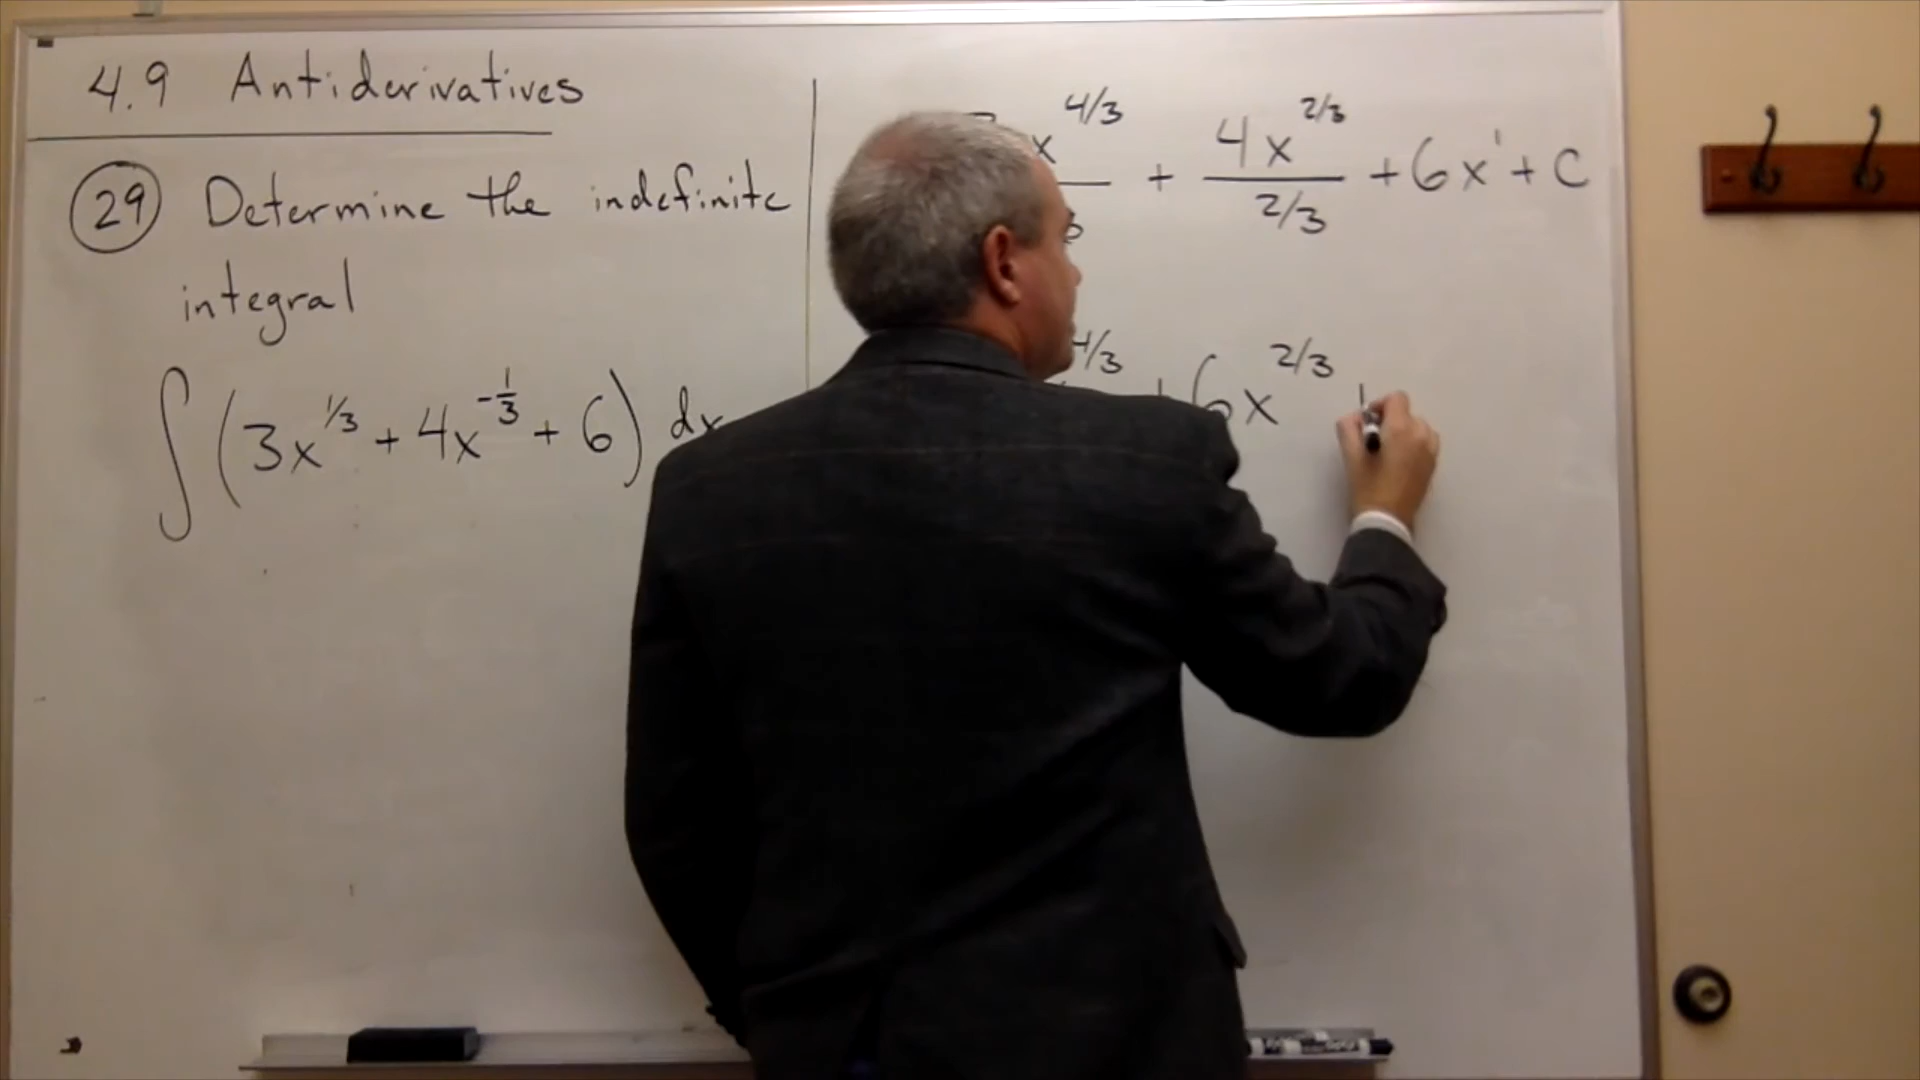 4.9 Antiderivatives
29 Determine the indefinite
integral
∫ (3x^{1/3} + 4x^{-1/3} + 6) dx
x^{4/3} + 4x^{2/3}/(2/3) + 6x^1 + C
4/3 + 6x^{2/3} +